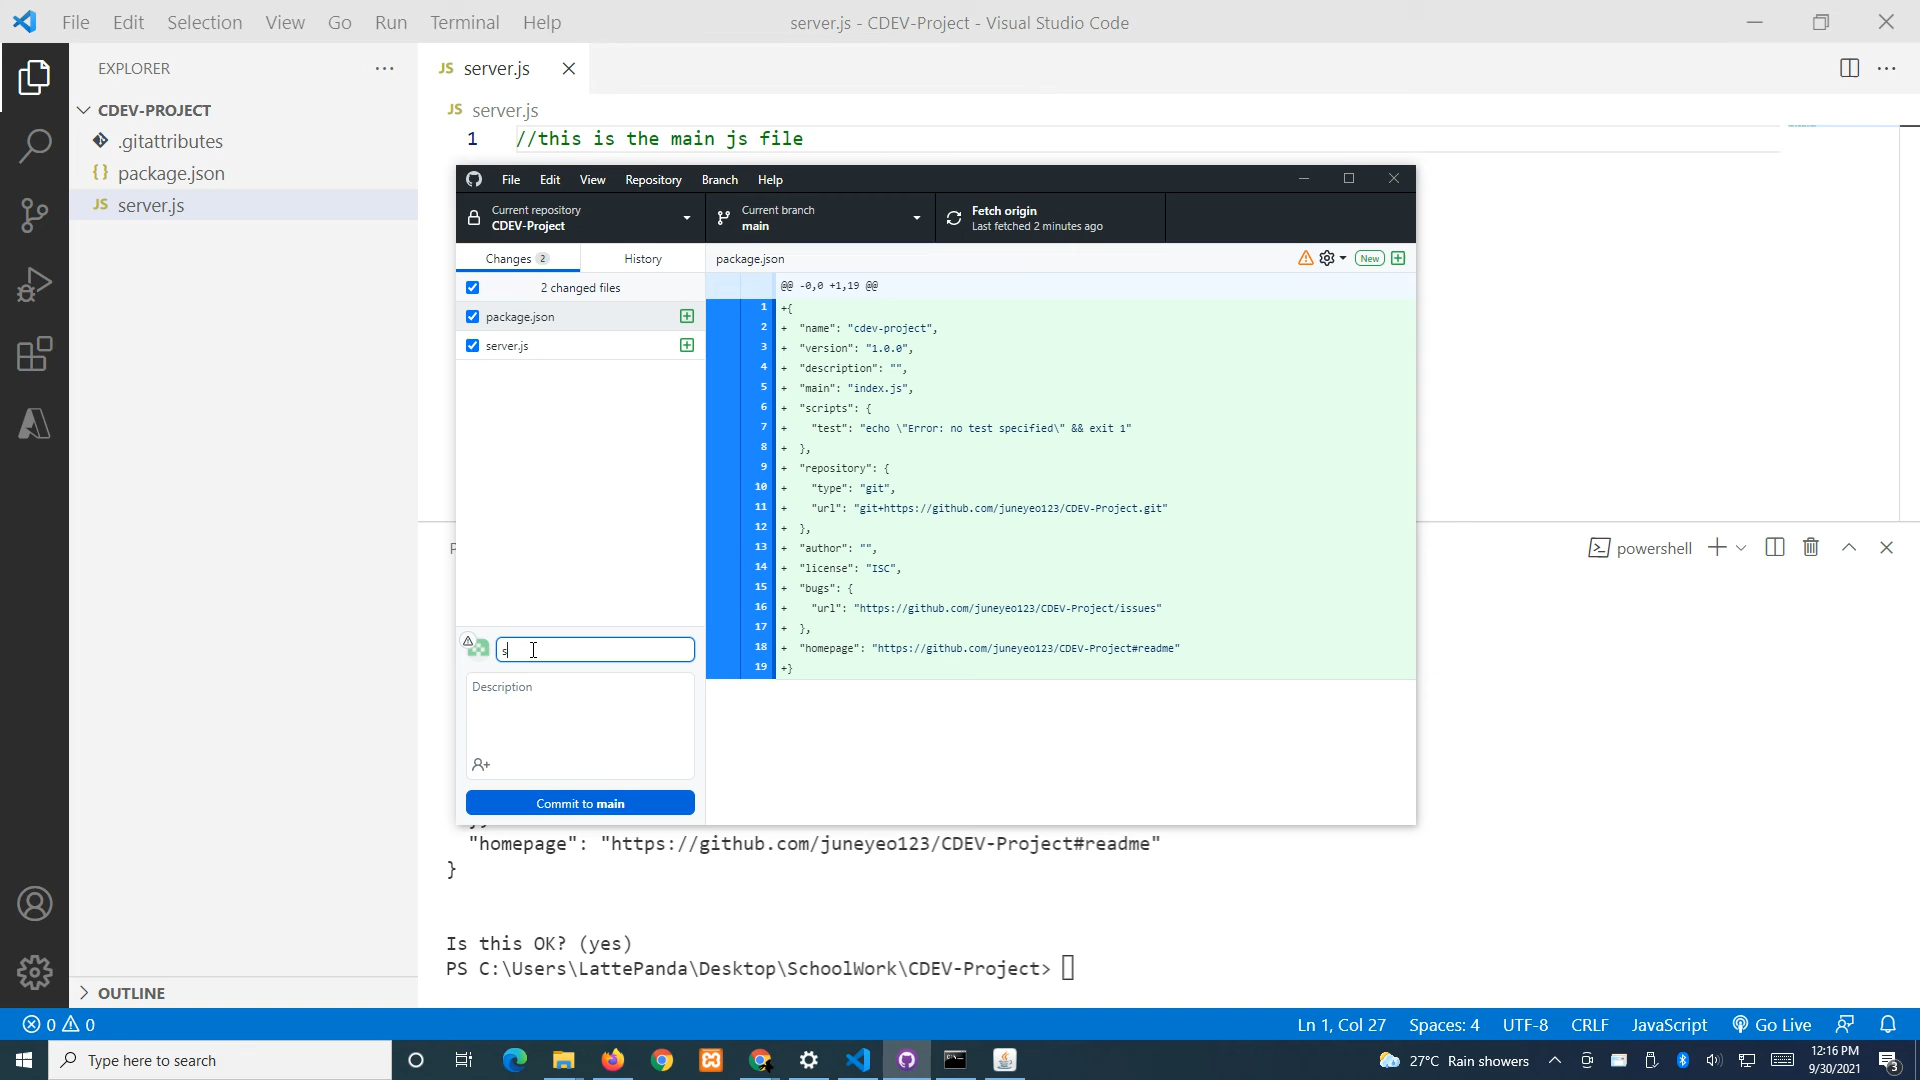 File Edit Selection View Go Run Terminal Help
server.js - CDEV-Project - Visual Studio Code
EXPLORER
CDEV-PROJECT
.gitattributes
{} package.json
JS server.js
OUTLINE
JS server.js
JS server.js
1 //this is the main js file
File Edit View Repository Branch Help
Current repository
CDEV-Project
Current branch
main
Fetch origin
Last fetched 2 minutes ago
Changes 2
History
package.json
New
2 changed files
package.json
server.js
@@ -0,0 +1,19 @@
1 +{
2 + "name": "cdev-project",
3 + "version": "1.0.0",
4 + "description": "",
5 + "main": "index.js",
6 + "scripts": {
7 + "test": "echo \"Error: no test specified\" && exit 1"
8 + },
9 + "repository": {
10 + "type": "git",
11 + "url": "git+https://github.com/juneyeo123/CDEV-Project.git"
12 + },
13 + "author": "",
14 + "license": "ISC",
15 + "bugs": {
16 + "url": "https://github.com/juneyeo123/CDEV-Project/issues"
17 + },
18 + "homepage": "https://github.com/juneyeo123/CDEV-Project#readme"
19 +}
s
Description
Commit to main
powershell
"homepage": "https://github.com/juneyeo123/CDEV-Project#readme"
}
Is this OK? (yes)
PS C:\Users\LattePanda\Desktop\SchoolWork\CDEV-Project>
0 0
Ln 1, Col 27 Spaces: 4 UTF-8 CRLF JavaScript Go Live
Type here to search
27°C Rain showers
12:16 PM
9/30/2021
3